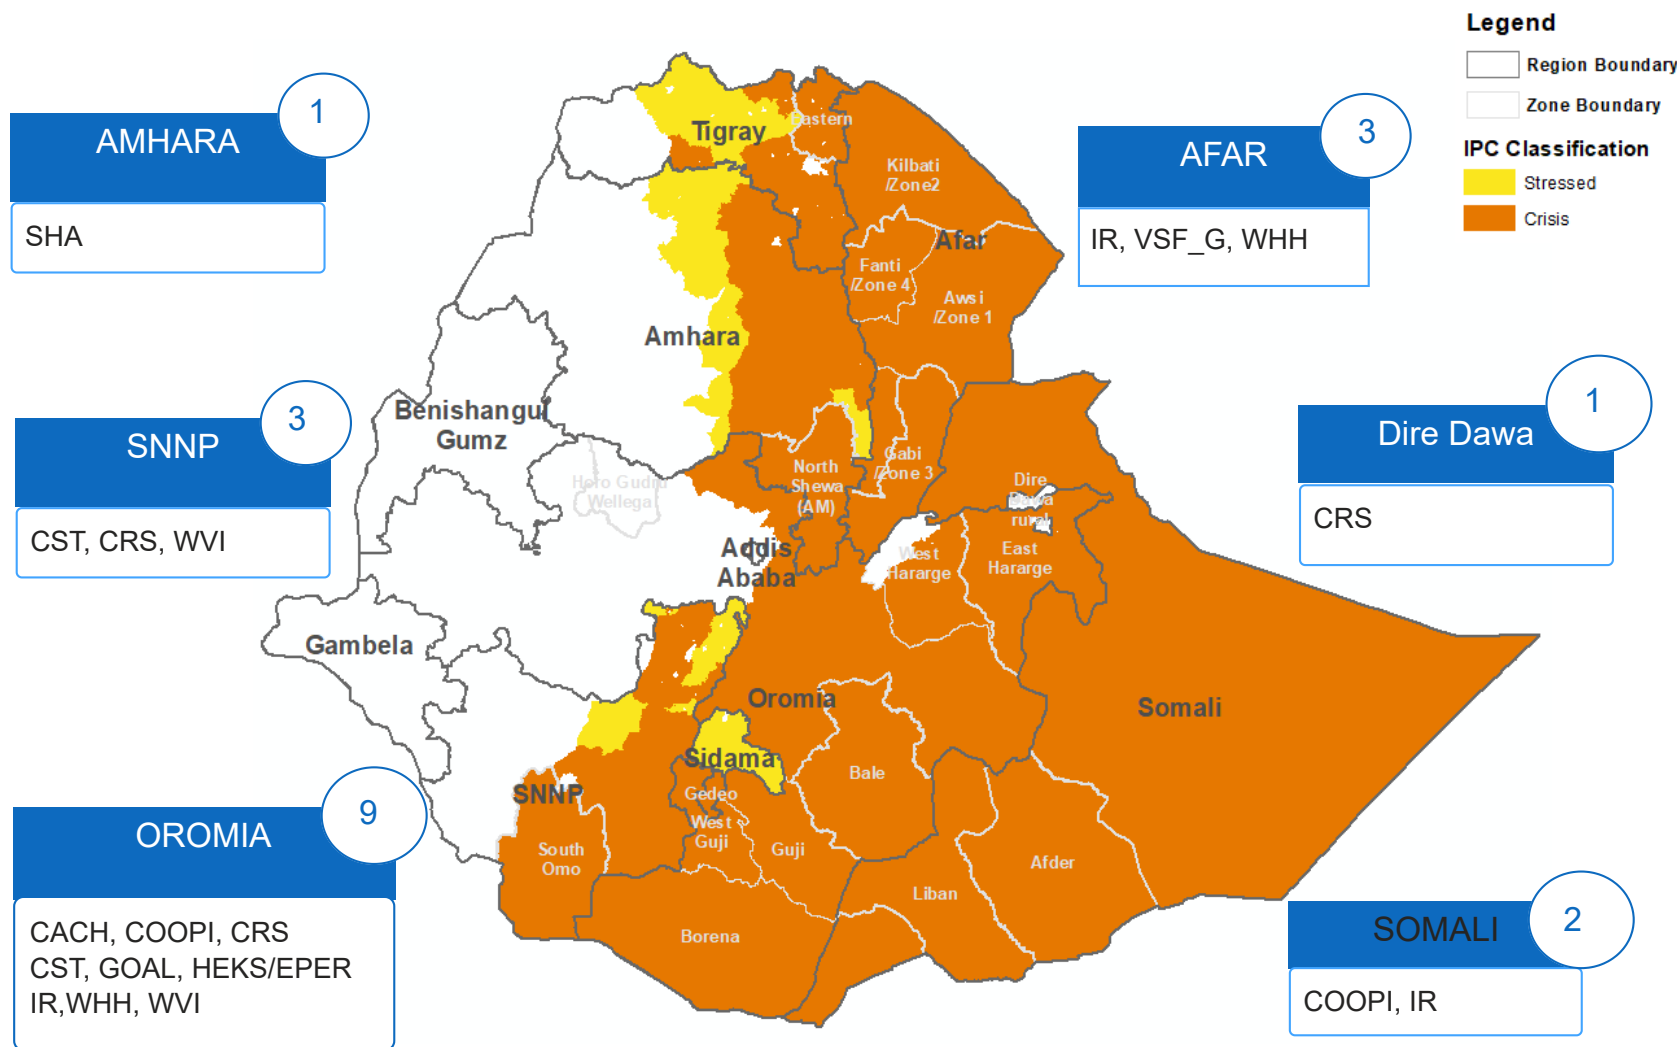 Legend
Region Boundary
Zone Boundary
IPC Classification
Stressed
Crisis
AMHARA
1
SHA
AFAR
3
IR, VSF_G, WHH
SNNP
3
CST, CRS, WVI
Dire Dawa
1
CRS
OROMIA
9
CACH, COOPI, CRS
CST, GOAL, HEKS/EPER
IR,WHH, WVI
SOMALI
2
COOPI, IR
Tigray
Eastern
Kilbati
/Zone2
Afar
Fanti
/Zone 4
Awsi
/Zone 1
Amhara
Benishangul
Gumz
Horo Gudru
Wellega
North
Shewa
(AM)
Gabi
/Zone 3
Dire
Dawa
rural
Addis
Ababa
West
Hararge
East
Hararge
Gambela
Oromia
Somali
Sidama
Bale
SNNP
Gedeo
West
Guji
Guji
South
Omo
Afder
Liban
Borena